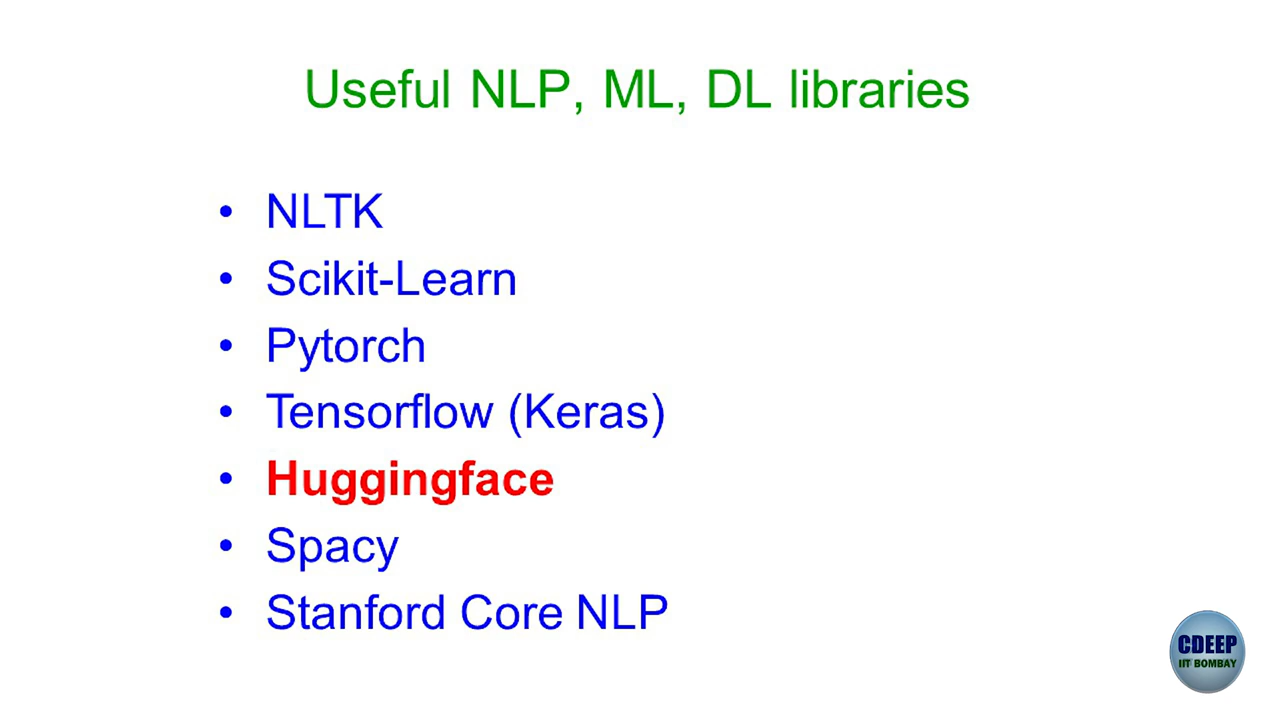 Useful NLP, ML, DL libraries
• NLTK
• Scikit-Learn
• Pytorch
• Tensorflow (Keras)
• Huggingface
• Spacy
• Stanford Core NLP
CDEEP
IIT BOMBAY